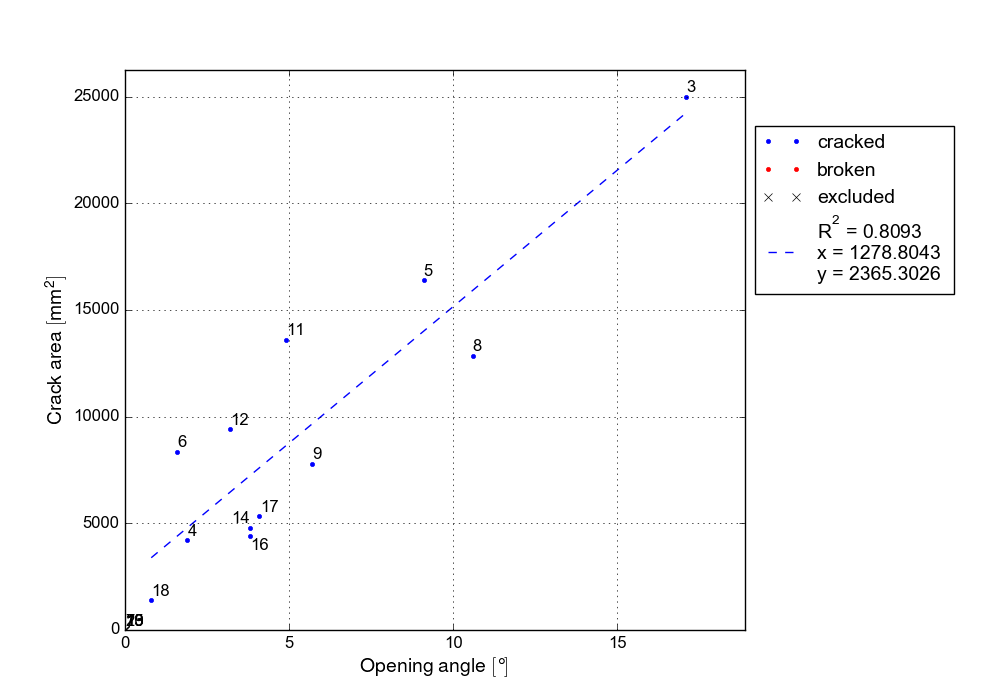 25000
20000
15000
10000
5000
0
Crack area [mm²]
3
5
11
8
12
6
9
17
14
4
16
18
0
5
10
15
Opening angle [°]
cracked
broken
excluded
R² = 0.8093
x = 1278.8043
y = 2365.3026